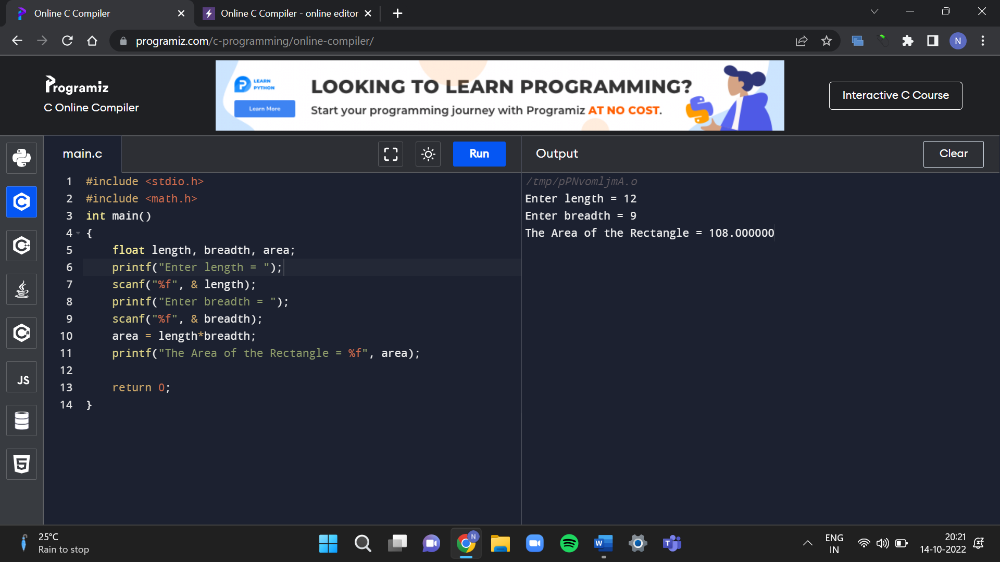 Online C Compiler
Online C Compiler - online editor
programiz.com/c-programming/online-compiler/
N
Programiz
C Online Compiler
LEARN
PYTHON
Learn More
LOOKING TO LEARN PROGRAMMING?
Start your programming journey with Programiz AT NO COST.
Interactive C Course
main.c
Run
Output
Clear
1 #include <stdio.h>
2 #include <math.h>
3 int main()
4 {
5     float length, breadth, area;
6     printf("Enter length = ");
7     scanf("%f", & length);
8     printf("Enter breadth = ");
9     scanf("%f", & breadth);
10     area = length*breadth;
11     printf("The Area of the Rectangle = %f", area);
12
13     return 0;
14 }
/tmp/pPNvomljmA.o
Enter length = 12
Enter breadth = 9
The Area of the Rectangle = 108.000000
JS
25°C
Rain to stop
N
W
T
ENG
IN
20:21
14-10-2022